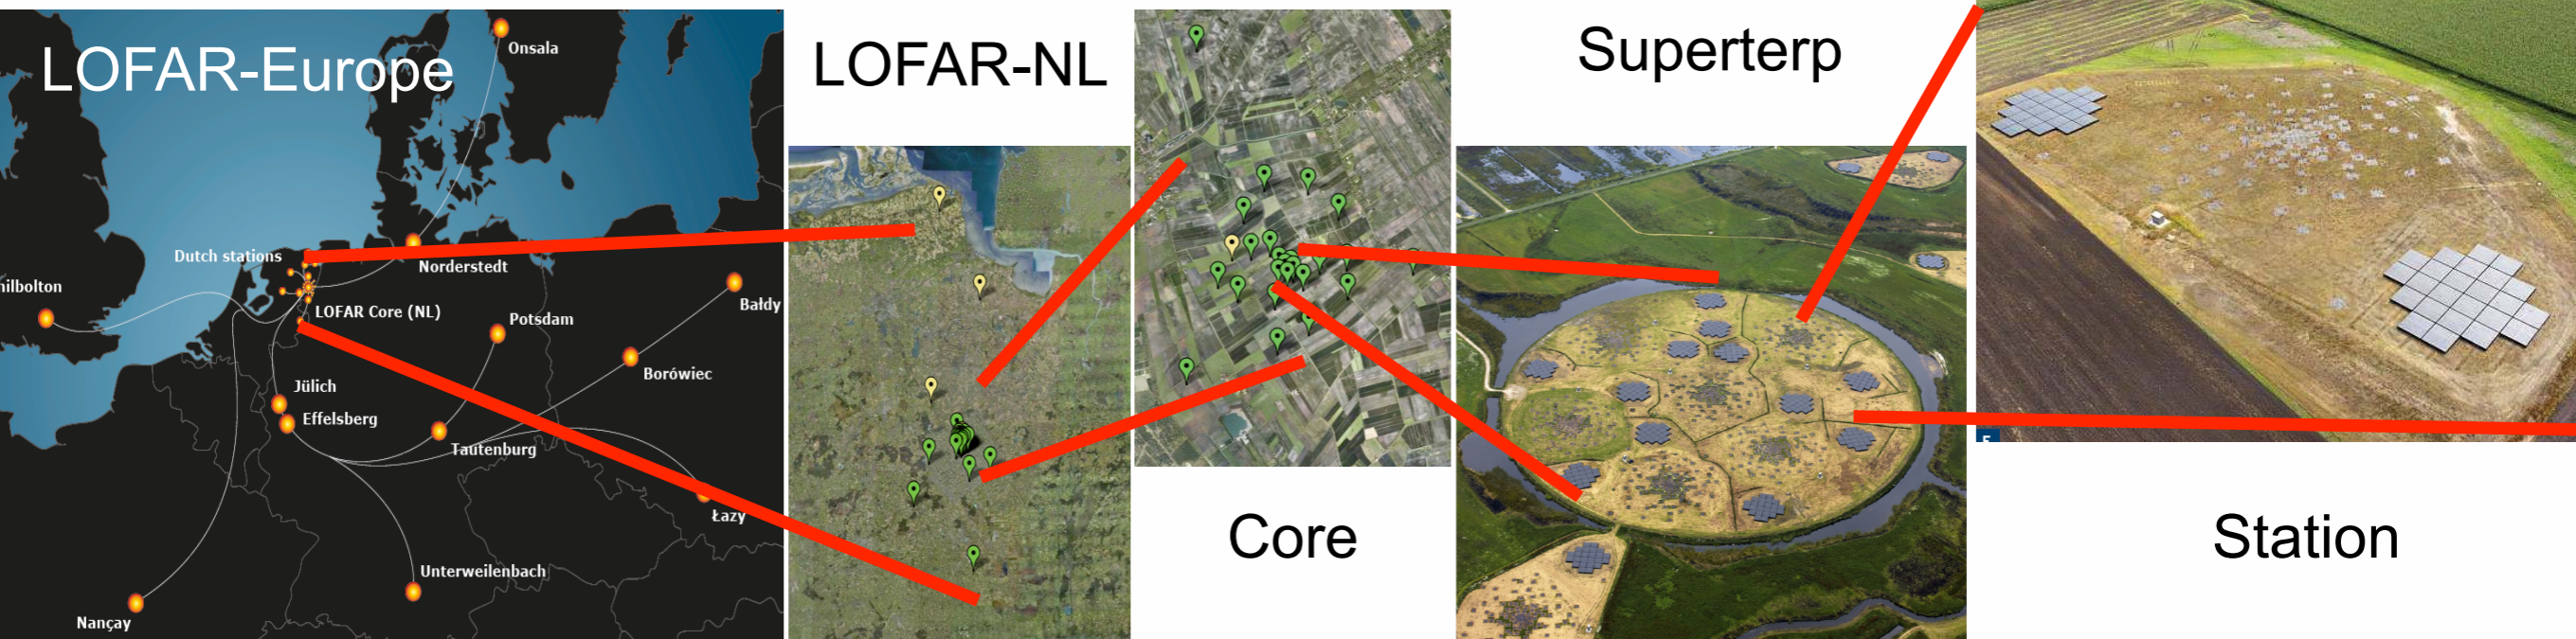 LOFAR-Europe
Onsala
Dutch stations
Norderstedt
hilbolton
LOFAR Core (NL)
Potsdam
Bałdy
Jülich
Borówiec
Effelsberg
Tautenburg
Łazy
Unterweilenbach
Nançay
LOFAR-NL
Core
Superterp
Station